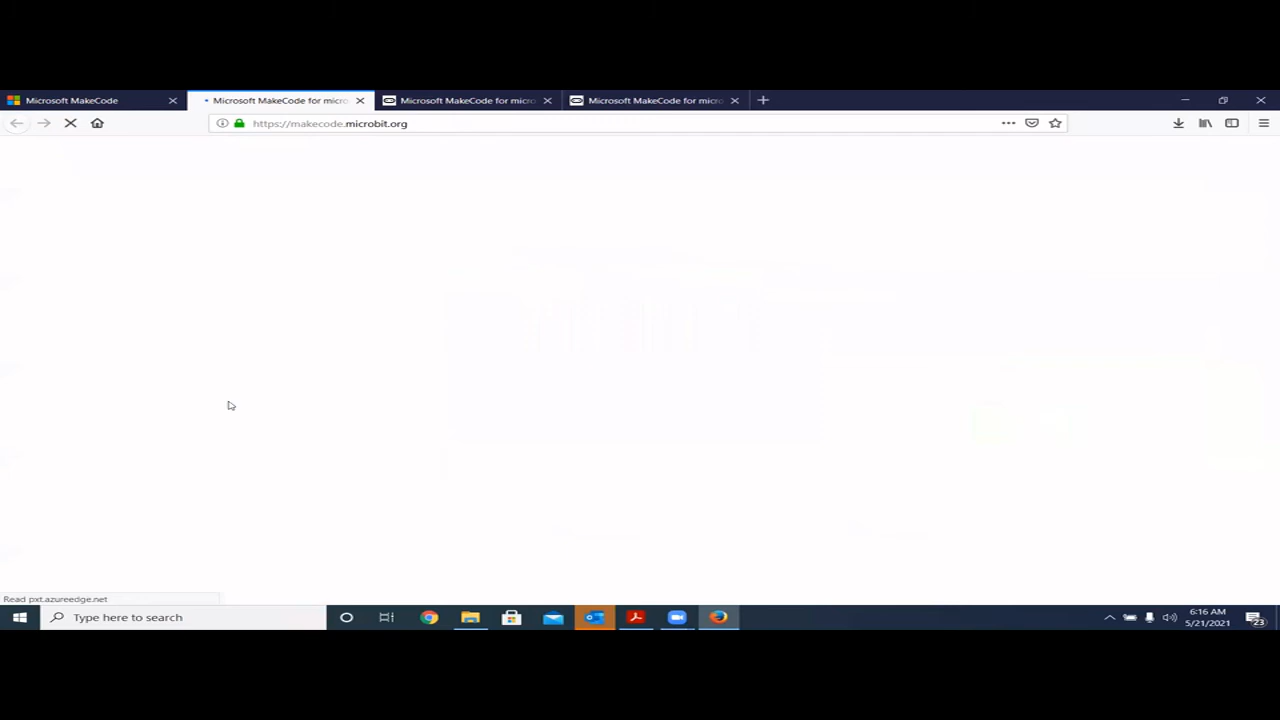 Microsoft MakeCode
Microsoft MakeCode for micro
Microsoft MakeCode for micro
Microsoft MakeCode for micro
https://makecode.microbit.org
Read pxt.azureedge.net
Type here to search
6:16 AM
5/21/2021
23